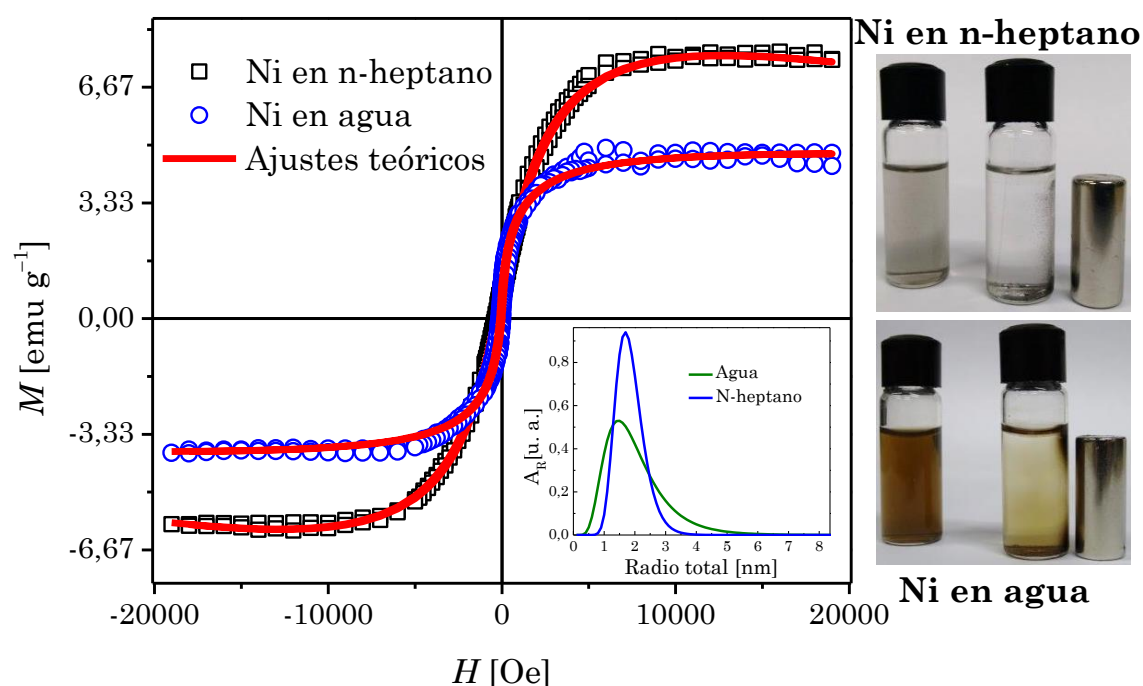 Ni en n-heptano
Ni en agua
Ajustes teóricos
M [emu g⁻¹]
6,67
3,33
0,00
-3,33
-6,67
-20000 -10000 0 10000 20000
H [Oe]
A_R[u. a.]
0,8
0,6
0,4
0,2
0,0
0 1 2 3 4 5 6 7 8
Radio total [nm]
Agua
N-heptano
Ni en n-heptano
Ni en agua